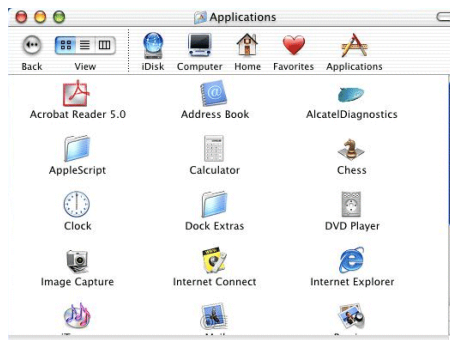 Applications
Back View iDisk Computer Home Favorites Applications
Acrobat Reader 5.0 Address Book AlcatelDiagnostics
AppleScript Calculator Chess
Clock Dock Extras DVD Player
Image Capture Internet Connect Internet Explorer